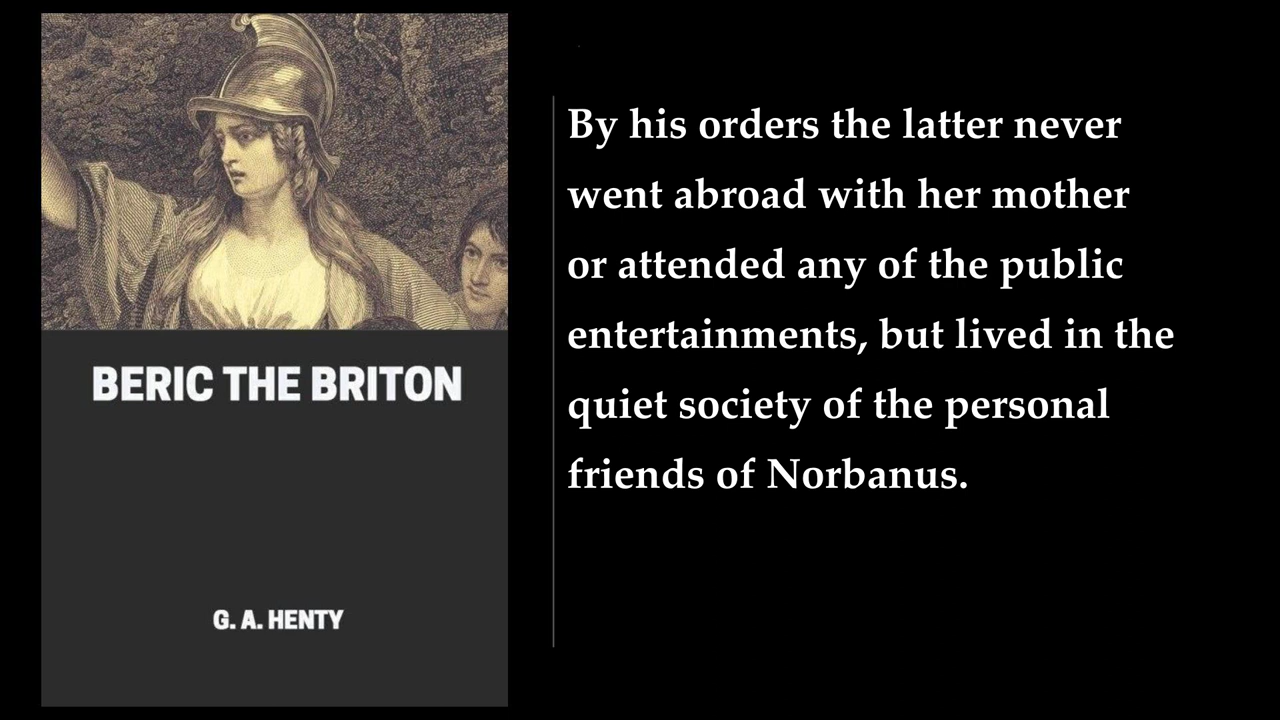 BERIC THE BRITON
G. A. HENTY
By his orders the latter never
went abroad with her mother
or attended any of the public
entertainments, but lived in the
quiet society of the personal
friends of Norbanus.